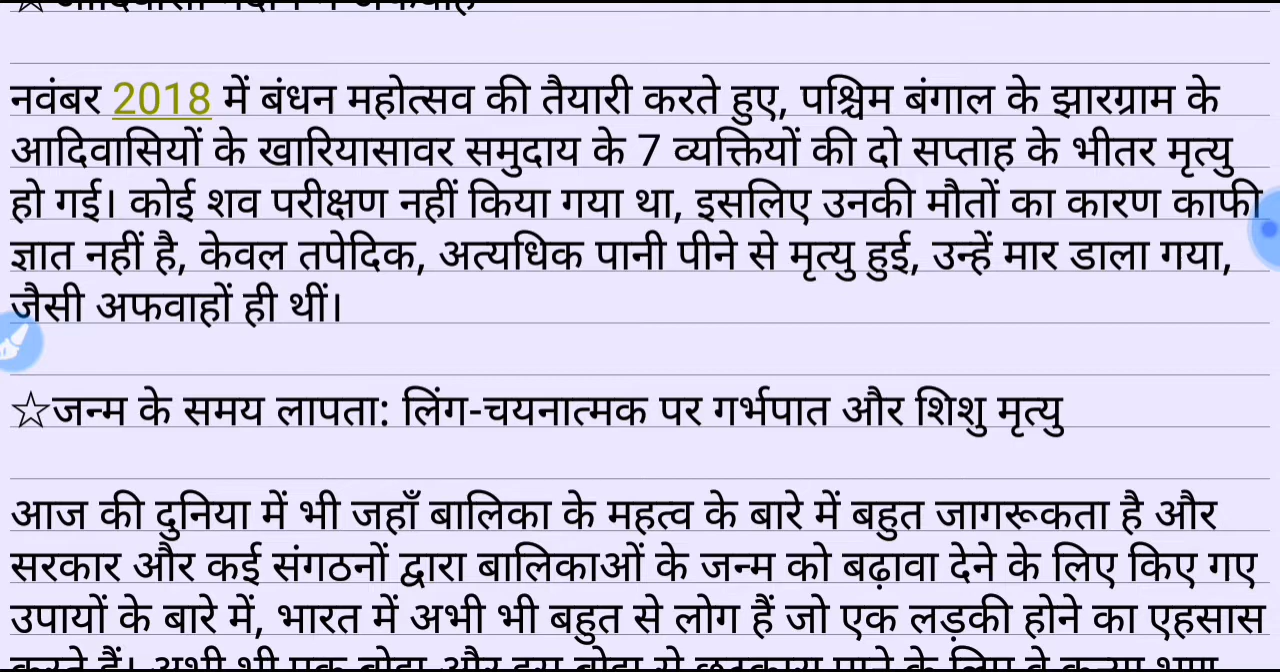 नवंबर 2018 में बंधन महोत्सव की तैयारी करते हुए, पश्चिम बंगाल के झारग्राम के
आदिवासियों के खारियासावर समुदाय के 7 व्यक्तियों की दो सप्ताह के भीतर मृत्यु
हो गई। कोई शव परीक्षण नहीं किया गया था, इसलिए उनकी मौतों का कारण काफी
ज्ञात नहीं है, केवल तपेदिक, अत्यधिक पानी पीने से मृत्यु हुई, उन्हें मार डाला गया,
जैसी अफवाहों ही थीं।
☆जन्म के समय लापता: लिंग-चयनात्मक पर गर्भपात और शिशु मृत्यु
आज की दुनिया में भी जहाँ बालिका के महत्व के बारे में बहुत जागरूकता है और
सरकार और कई संगठनों द्वारा बालिकाओं के जन्म को बढ़ावा देने के लिए किए गए
उपायों के बारे में, भारत में अभी भी बहुत से लोग हैं जो एक लड़की होने का एहसास